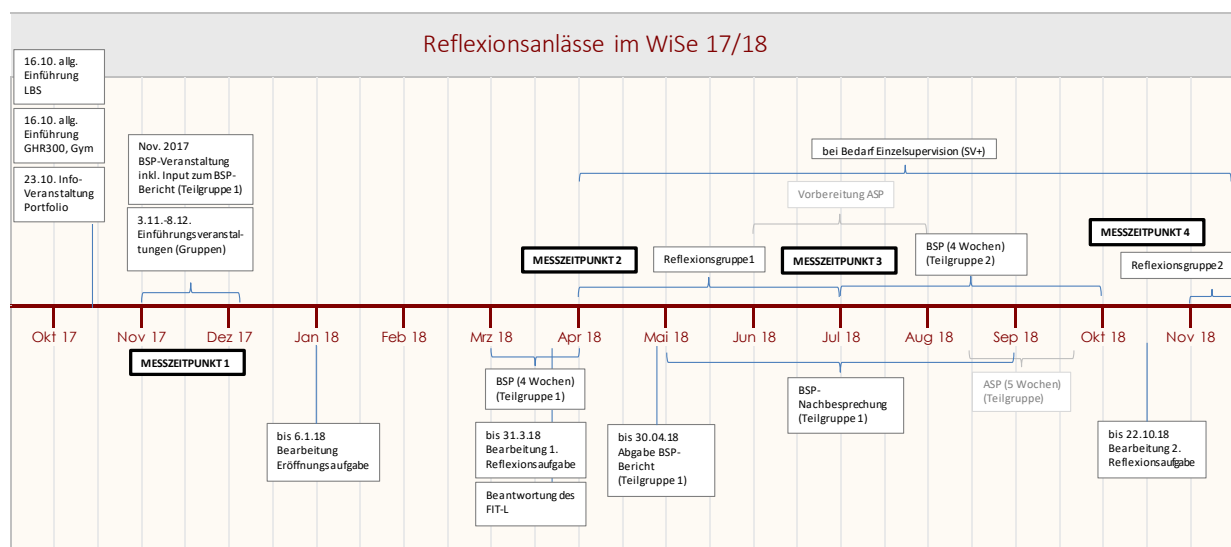 Reflexionsanlässe im WiSe 17/18
16.10. allg.
Einführung
LBS
16.10. allg.
Einführung
GHR300, Gym
23.10. Info-
Veranstaltung
Portfolio
Nov. 2017
BSP-Veranstaltung
inkl. Input zum BSP-
Bericht (Teilgruppe 1)
3.11.-8.12.
Einführungsveranstal-
tungen (Gruppen)
bei Bedarf Einzelsupervision (SV+)
Vorbereitung ASP
MESSZEITPUNKT 2
Reflexionsgruppe1
MESSZEITPUNKT 3
BSP (4 Wochen)
(Teilgruppe 2)
MESSZEITPUNKT 4
Reflexionsgruppe2
Okt 17
Nov 17
Dez 17
Jan 18
Feb 18
Mrz 18
Apr 18
Mai 18
Jun 18
Jul 18
Aug 18
Sep 18
Okt 18
Nov 18
MESSZEITPUNKT 1
BSP (4 Wochen)
(Teilgruppe 1)
BSP-
Nachbesprechung
(Teilgruppe 1)
ASP (5 Wochen)
(Teilgruppe)
bis 6.1.18
Bearbeitung
Eröffnungsaufgabe
bis 31.3.18
Bearbeitung 1.
Reflexionsaufgabe
Beantwortung des
FIT-L
bis 30.04.18
Abgabe BSP-
Bericht
(Teilgruppe 1)
bis 22.10.18
Bearbeitung 2.
Reflexionsaufgabe